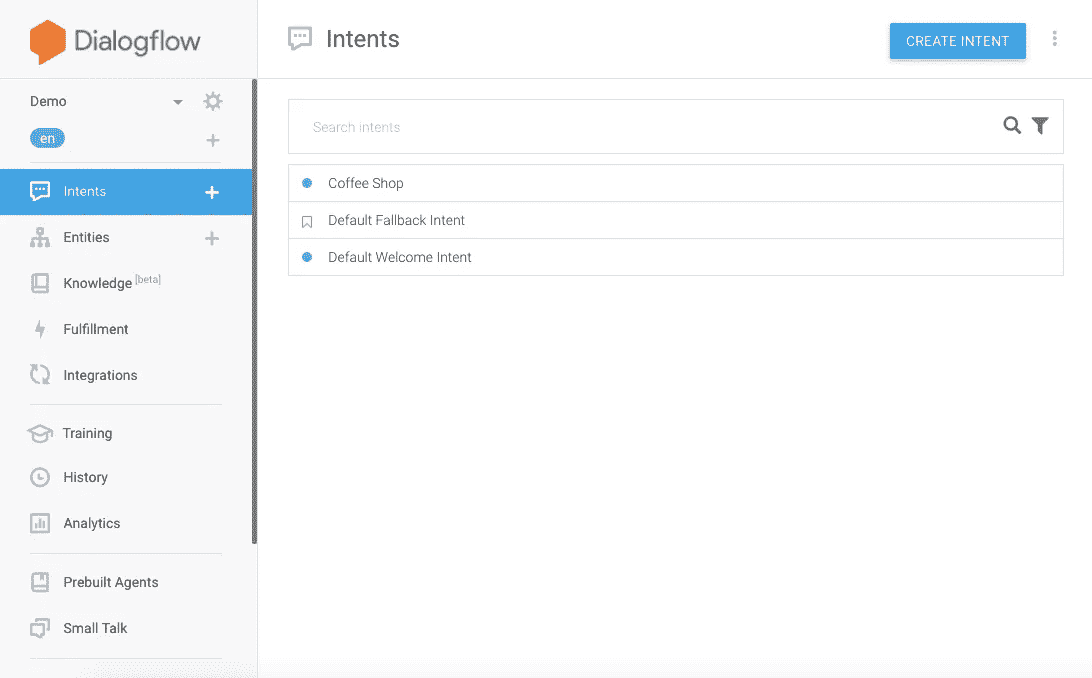 Dialogflow
Demo
en
Intents
Entities
Knowledge [beta]
Fulfillment
Integrations
Training
History
Analytics
Prebuilt Agents
Small Talk
Intents
CREATE INTENT
Search intents
Coffee Shop
Default Fallback Intent
Default Welcome Intent